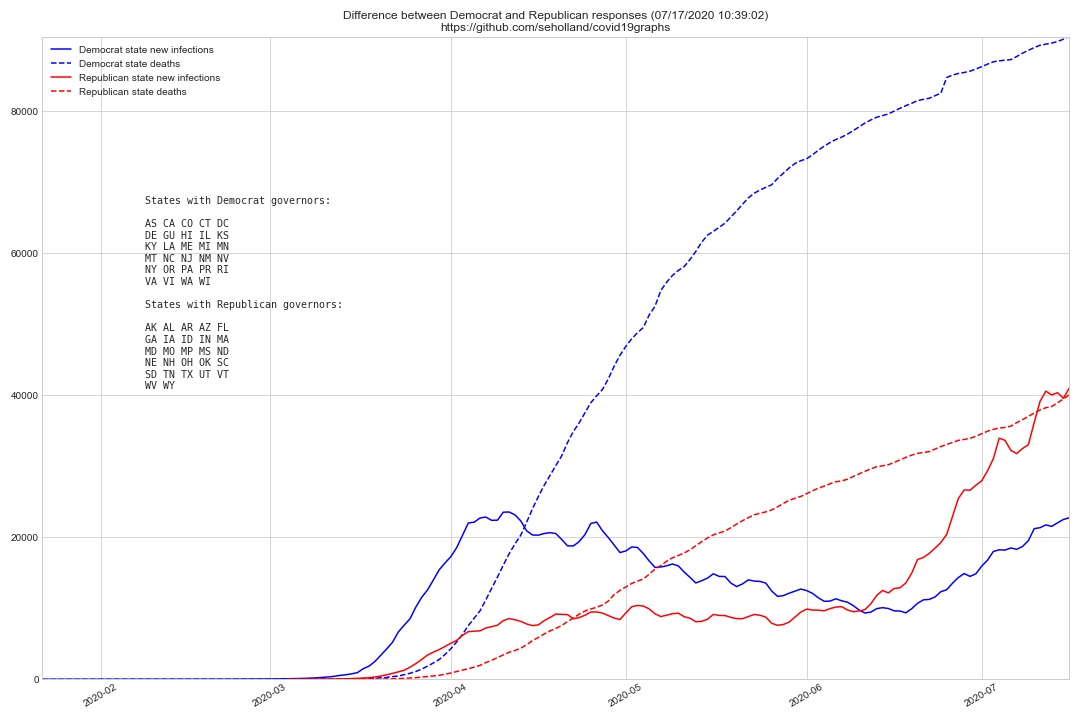 Difference between Democrat and Republican responses (07/17/2020 10:39:02)
https://github.com/seholland/covid19graphs
Democrat state new infections
Democrat state deaths
Republican state new infections
Republican state deaths
80000
60000
40000
20000
0
States with Democrat governors:
AS CA CO CT DC
DE GU HI IL KS
KY LA ME MI MN
MT NC NJ NM NV
NY OR PA PR RI
VA VI WA WI
States with Republican governors:
AK AL AR AZ FL
GA IA ID IN MA
MD MO MP MS ND
NE NH OH OK SC
SD TN TX UT VT
WV WY
2020-02
2020-03
2020-04
2020-05
2020-06
2020-07